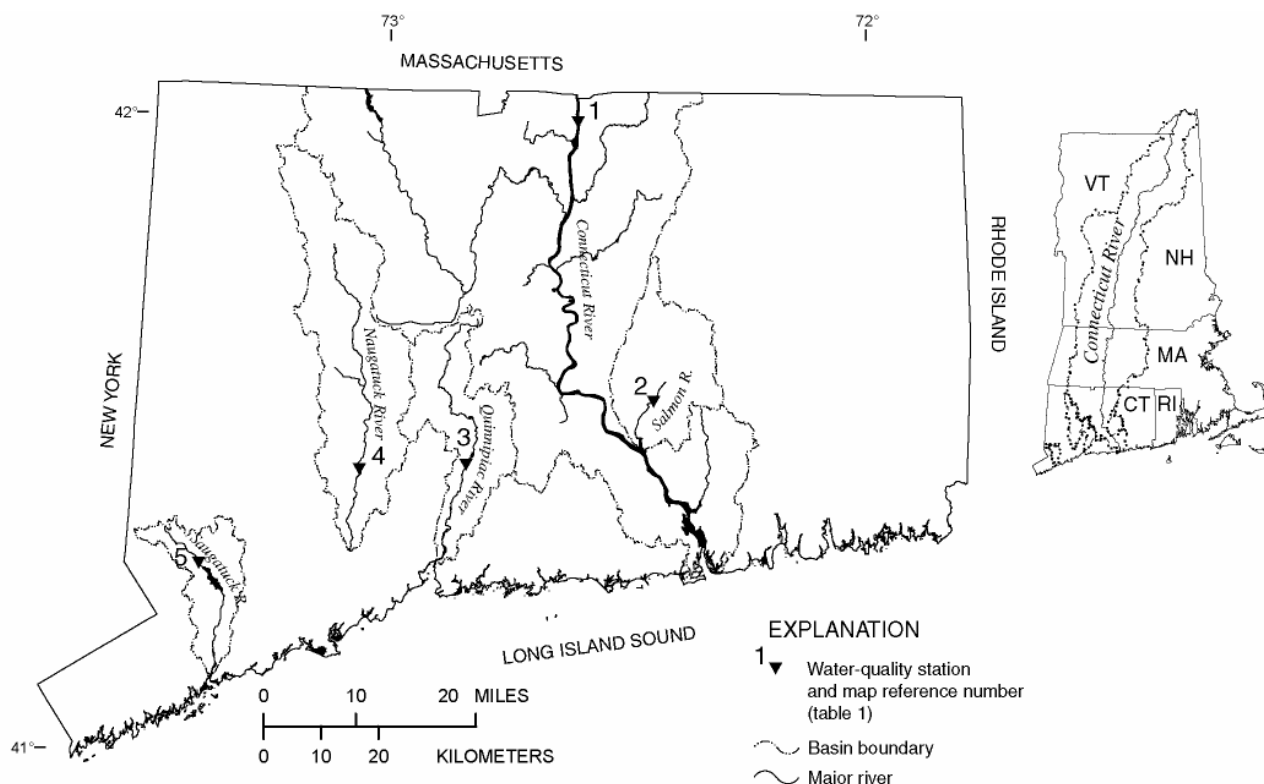 73°
72°
MASSACHUSETTS
42°
1
Connecticut River
RHODE ISLAND
VT
NH
Connecticut River
MA
CT
RI
NEW YORK
Naugatuck River
2
Salmon R.
3
Quinnipiac River
4
5
Saugatuck R.
LONG ISLAND SOUND
41°
0 10 20 MILES
0 10 20 KILOMETERS
EXPLANATION
1 Water-quality station
and map reference number
(table 1)
Basin boundary
Major river